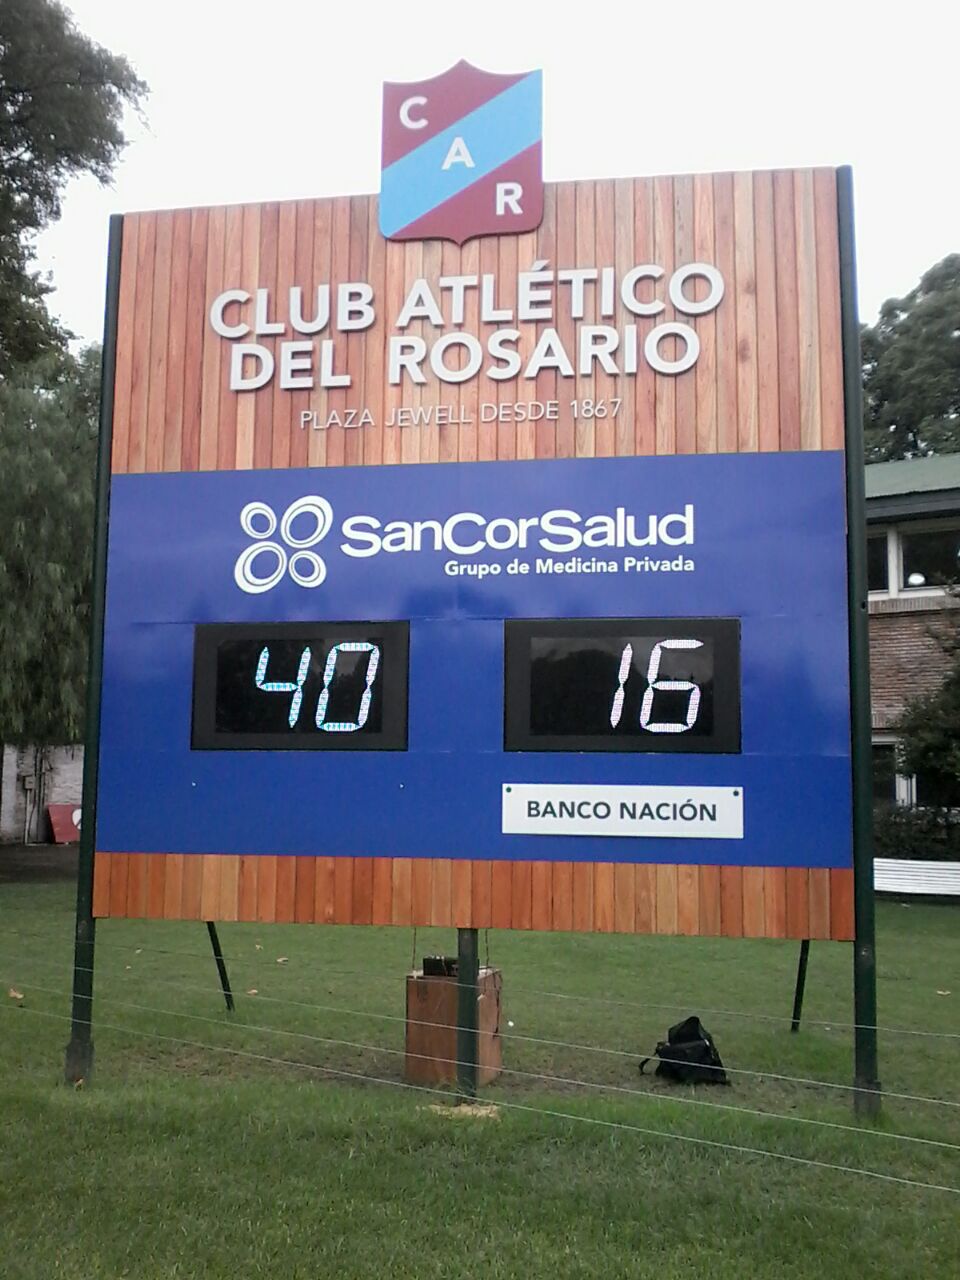 C
A
R
CLUB ATLÉTICO
DEL ROSARIO
PLAZA JEWELL DESDE 1867
SanCorSalud
Grupo de Medicina Privada
40 16
BANCO NACIÓN